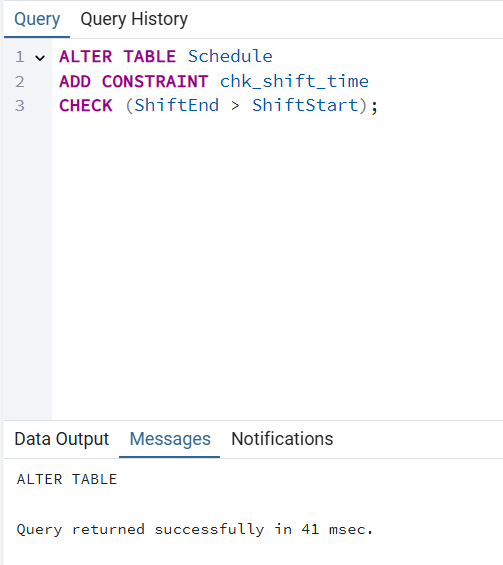 Query Query History
1 ALTER TABLE Schedule
2 ADD CONSTRAINT chk_shift_time
3 CHECK (ShiftEnd > ShiftStart);
Data Output Messages Notifications
ALTER TABLE
Query returned successfully in 41 msec.